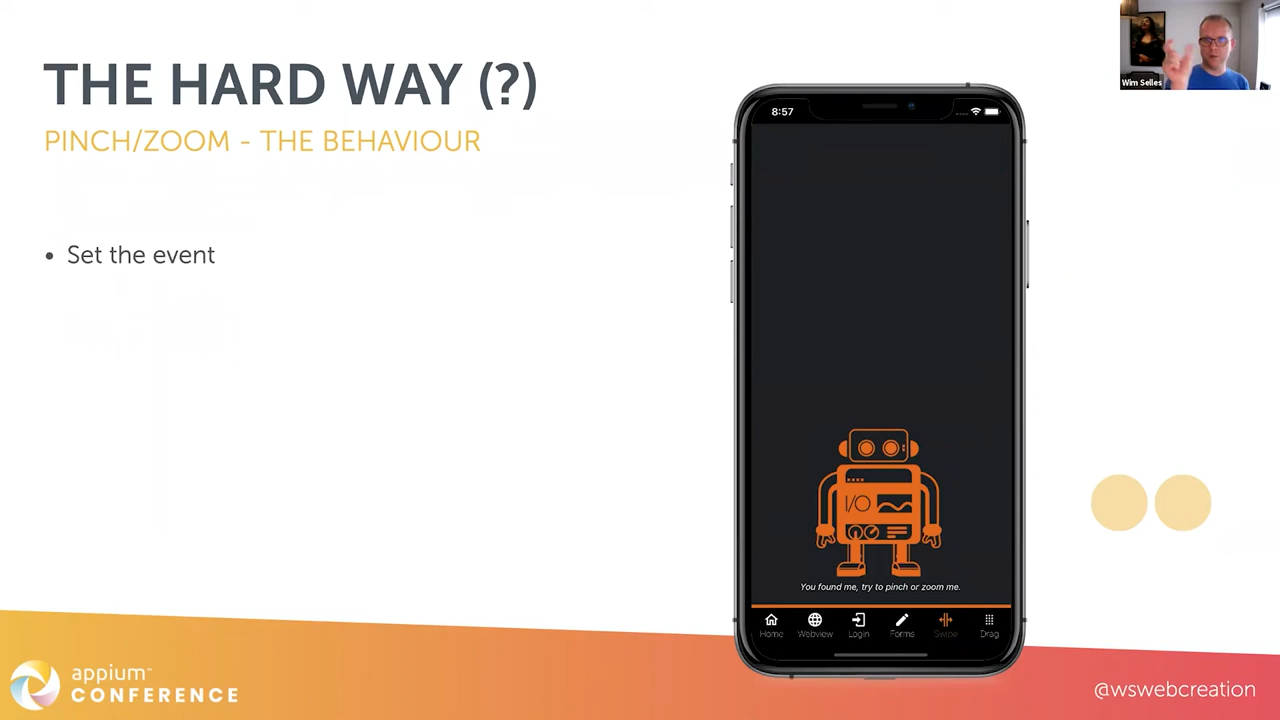 THE HARD WAY (?)
PINCH/ZOOM - THE BEHAVIOUR
• Set the event
Wim Selles
8:57
I/O
You found me, try to pinch or zoom me.
Home Webview Login Forms Swipe Drag
appium™
CONFERENCE
@wswebcreation